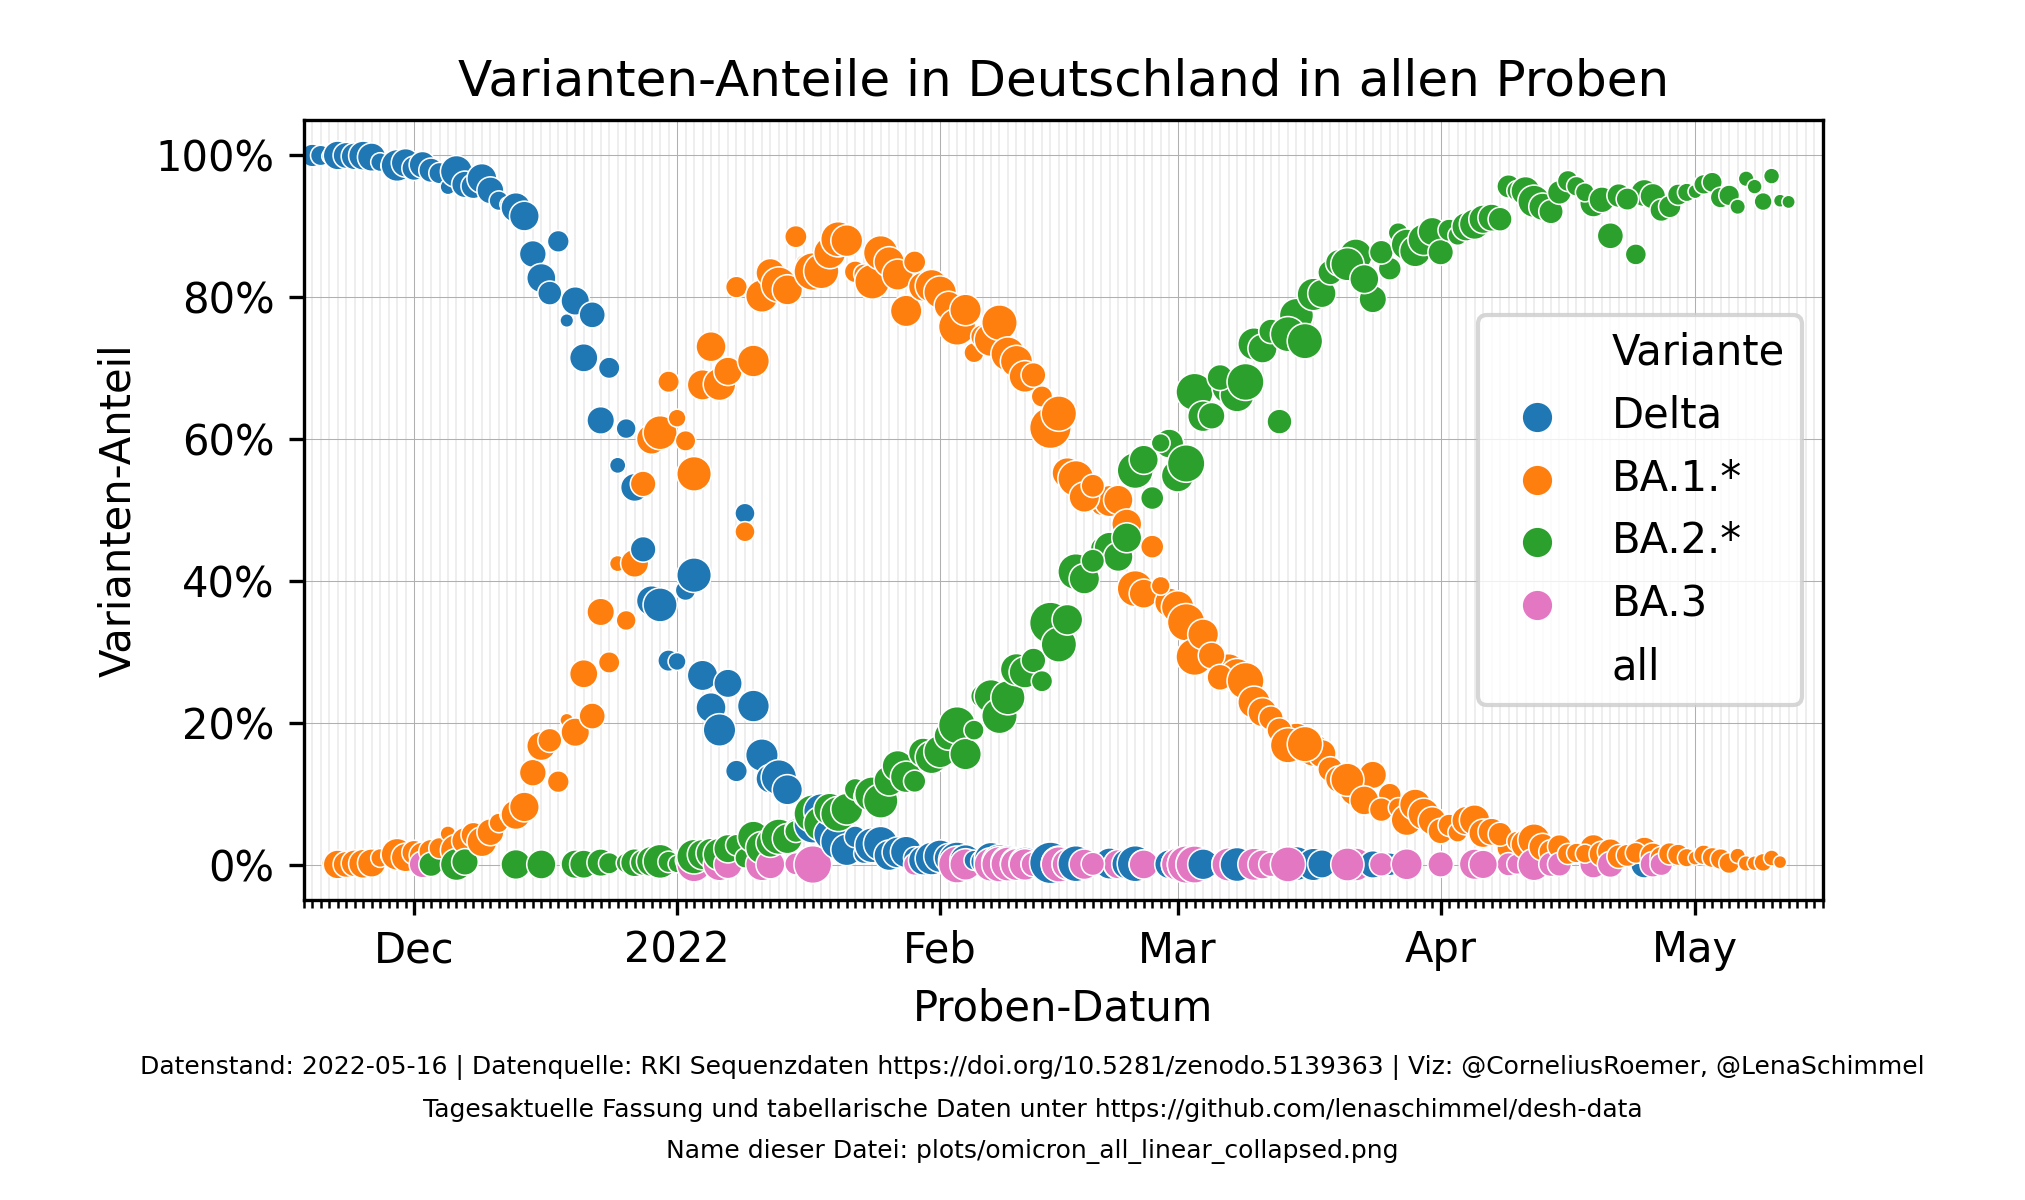 Varianten-Anteile in Deutschland in allen Proben
Varianten-Anteil
100%
80%
60%
40%
20%
0%
Variante
Delta
BA.1.*
BA.2.*
BA.3
all
Dec 2022 Feb Mar Apr May
Proben-Datum
Datenstand: 2022-05-16 | Datenquelle: RKI Sequenzdaten https://doi.org/10.5281/zenodo.5139363 | Viz: @CorneliusRoemer, @LenaSchimmel
Tagesaktuelle Fassung und tabellarische Daten unter https://github.com/lenaschimmel/desh-data
Name dieser Datei: plots/omicron_all_linear_collapsed.png